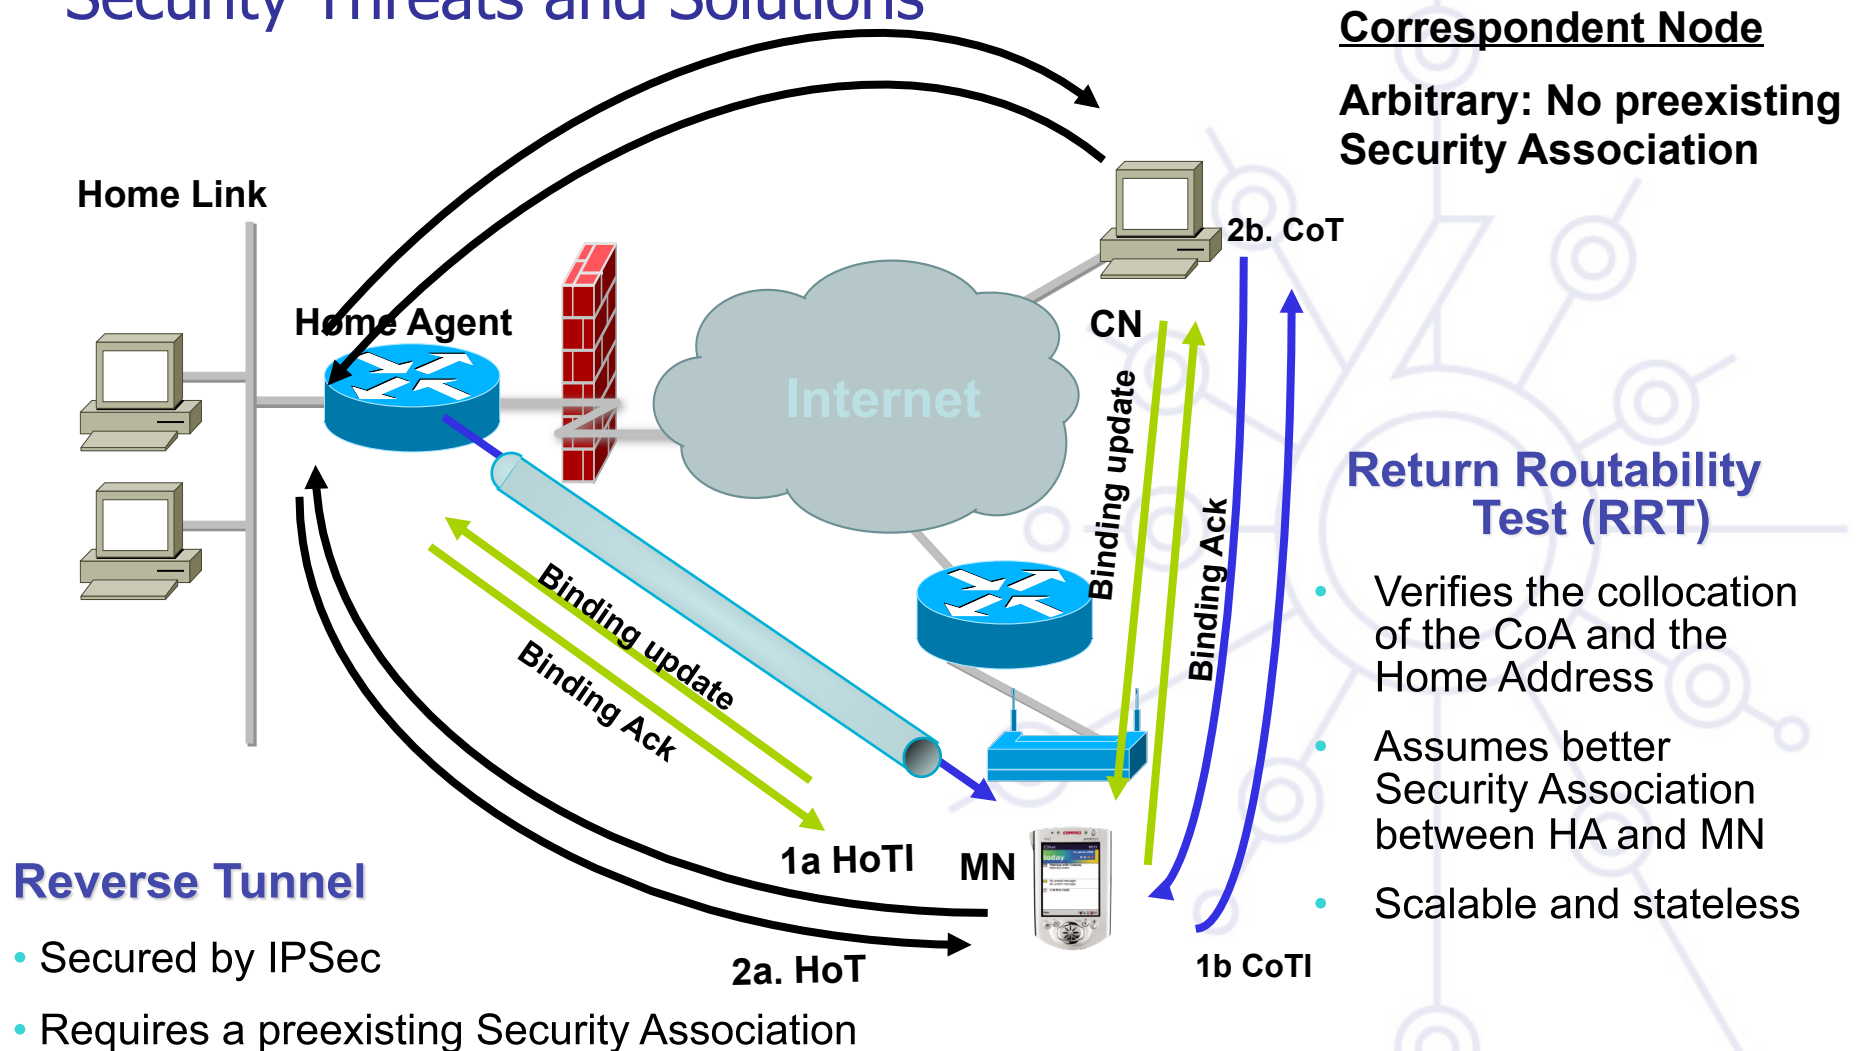 Security Threats and Solutions
Correspondent Node
Arbitrary: No preexisting
Security Association
Home Link
2b. CoT
Home Agent
CN
Internet
Binding update
Binding Ack
Return Routability
Test (RRT)
• Verifies the collocation
of the CoA and the
Home Address
• Assumes better
Security Association
between HA and MN
• Scalable and stateless
Binding update
Binding Ack
1a HoTI
MN
today
Reverse Tunnel
• Secured by IPSec
2a. HoT
1b CoTI
• Requires a preexisting Security Association